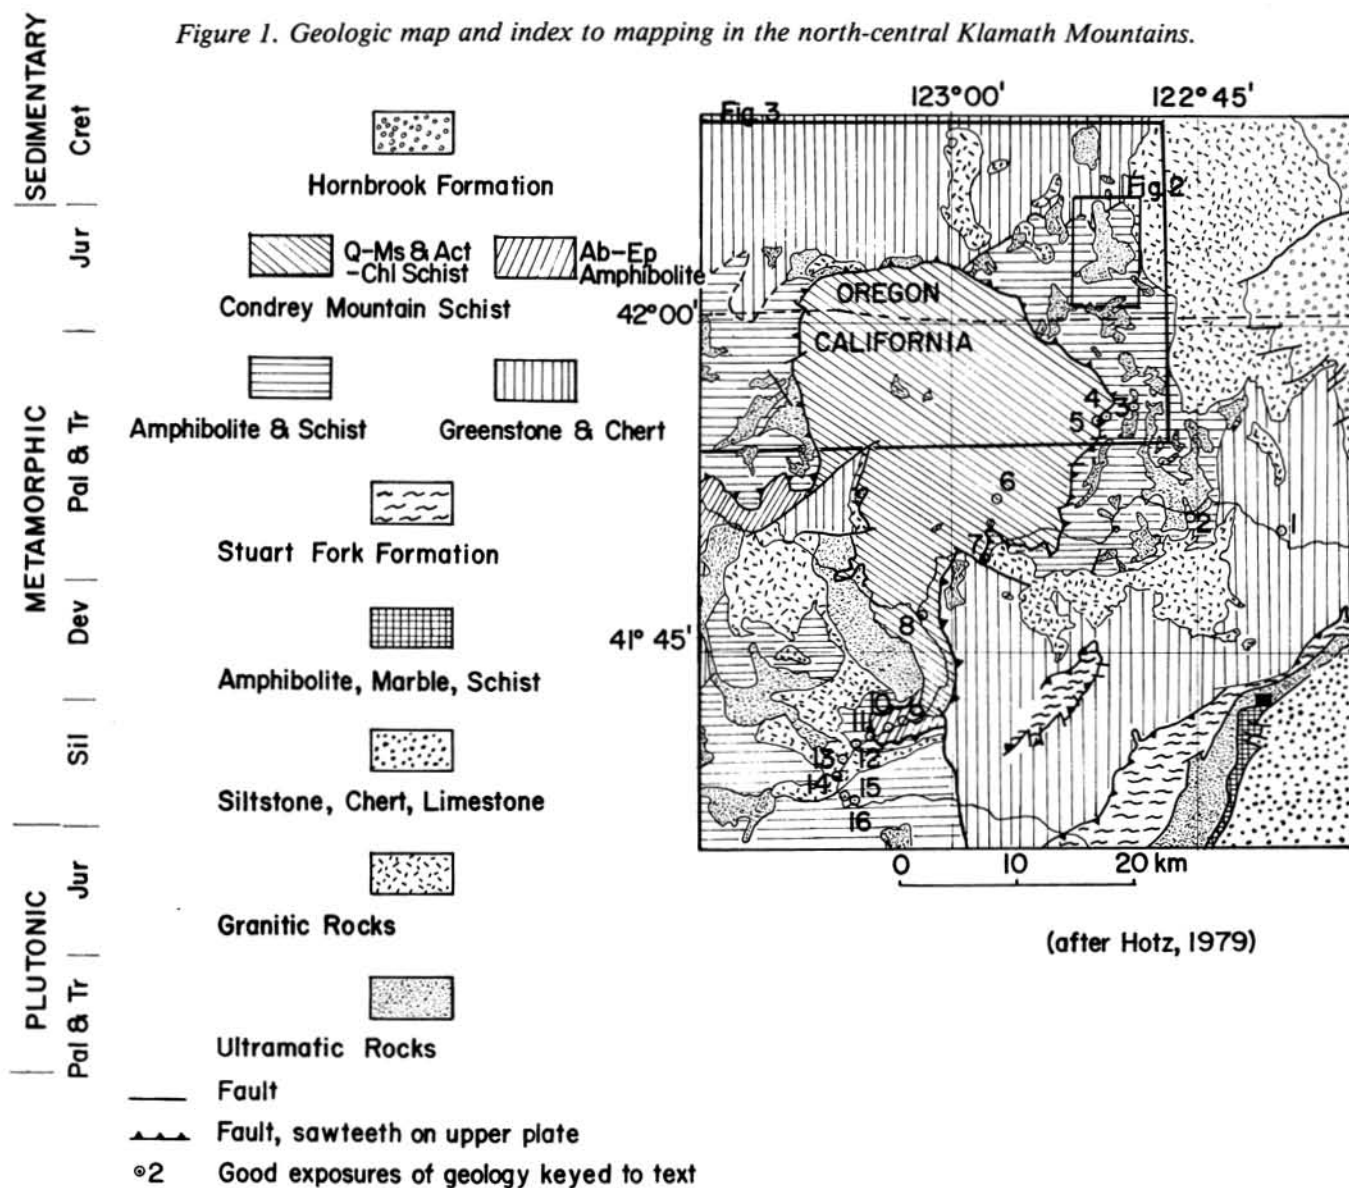 Figure 1. Geologic map and index to mapping in the north-central Klamath Mountains.
SEDIMENTARY
Cret
Hornbrook Formation
Jur
Q-Ms & Act
-Chl Schist
Ab-Ep
Amphibolite
Condrey Mountain Schist
METAMORPHIC
Pal & Tr
Amphibolite & Schist
Greenstone & Chert
Stuart Fork Formation
Dev
Amphibolite, Marble, Schist
Sil
Siltstone, Chert, Limestone
PLUTONIC
Jur
Granitic Rocks
Pal & Tr
Ultramatic Rocks
Fault
Fault, sawteeth on upper plate
2 Good exposures of geology keyed to text
123°00'
122°45'
Fig. 3
Fig. 2
OREGON
42°00'
CALIFORNIA
4
3
5
6
2
1
7
8
41° 45'
10
9
11
12
13
14
15
16
0 10 20 km
(after Hotz, 1979)